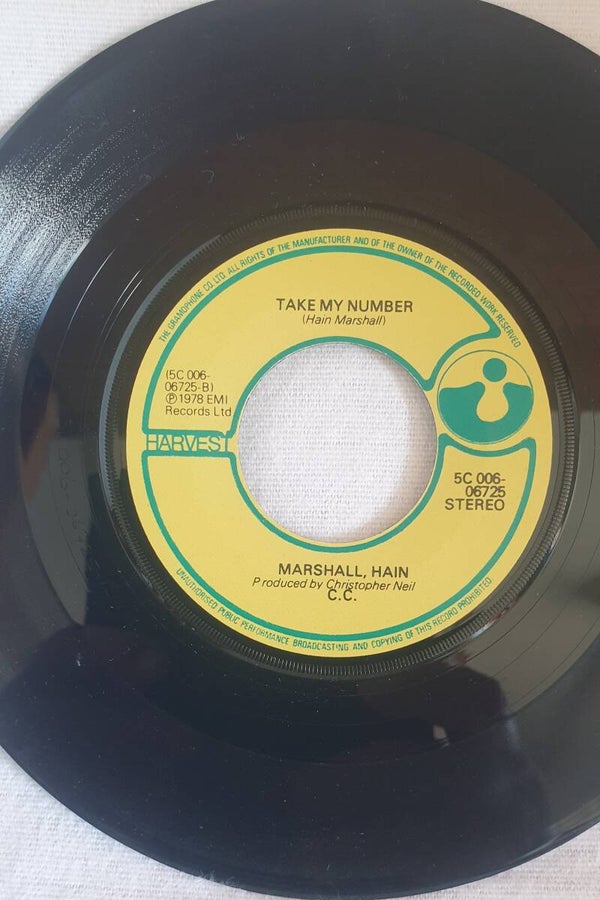 THE GRAMOPHONE CO. LTD. ALL RIGHTS OF THE MANUFACTURER AND OF THE OWNER OF THE RECORDED WORK RESERVED
TAKE MY NUMBER
(Hain Marshall)
(5C 006-
06725-B)
Ⓟ 1978 EMI
Records Ltd
HARVEST
5C 006-
06725
STEREO
MARSHALL, HAIN
Produced by Christopher Neil
C.C.
UNAUTHORISED PUBLIC PERFORMANCE BROADCASTING AND COPYING OF THIS RECORD PROHIBITED